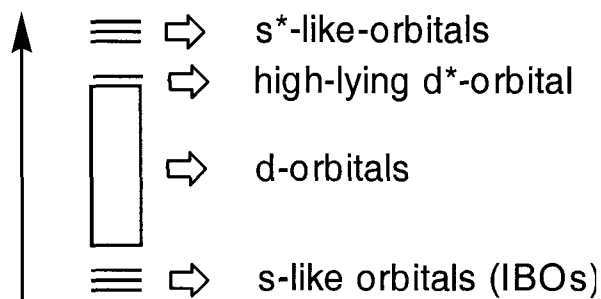 s*-like-orbitals
high-lying d*-orbital
d-orbitals
s-like orbitals (IBOs)